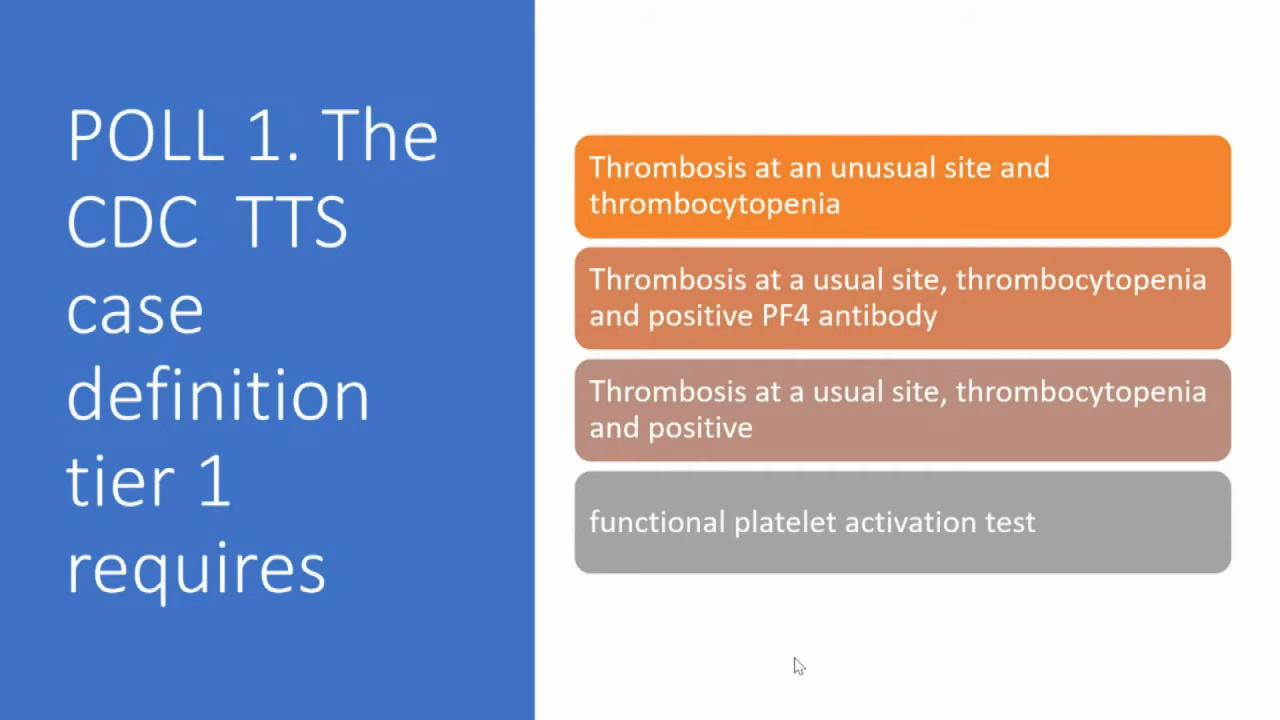 POLL 1. The
CDC  TTS
case
definition
tier 1
requires
Thrombosis at an unusual site and
thrombocytopenia
Thrombosis at a usual site, thrombocytopenia
and positive PF4 antibody
Thrombosis at a usual site, thrombocytopenia
and positive
functional platelet activation test